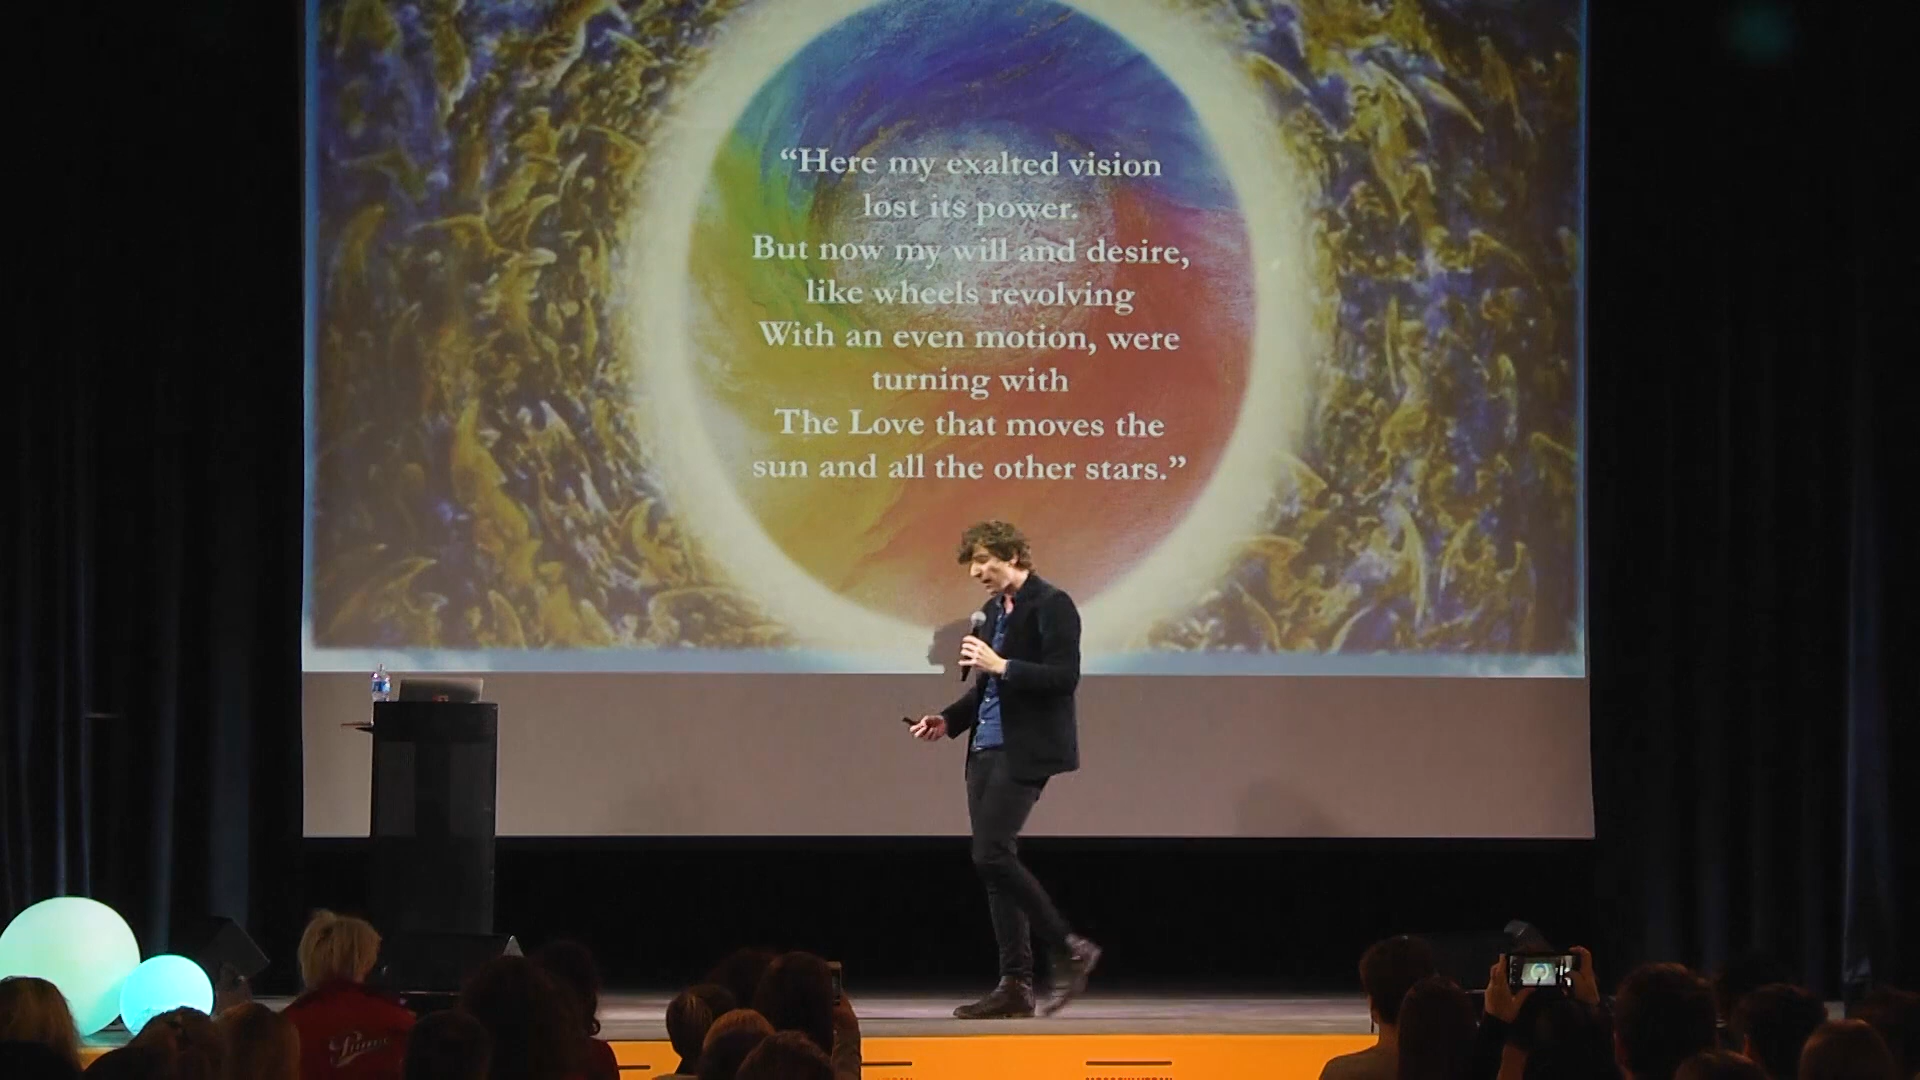 “Here my exalted vision
lost its power.
But now my will and desire,
like wheels revolving
With an even motion, were
turning with
The Love that moves the
sun and all the other stars.”